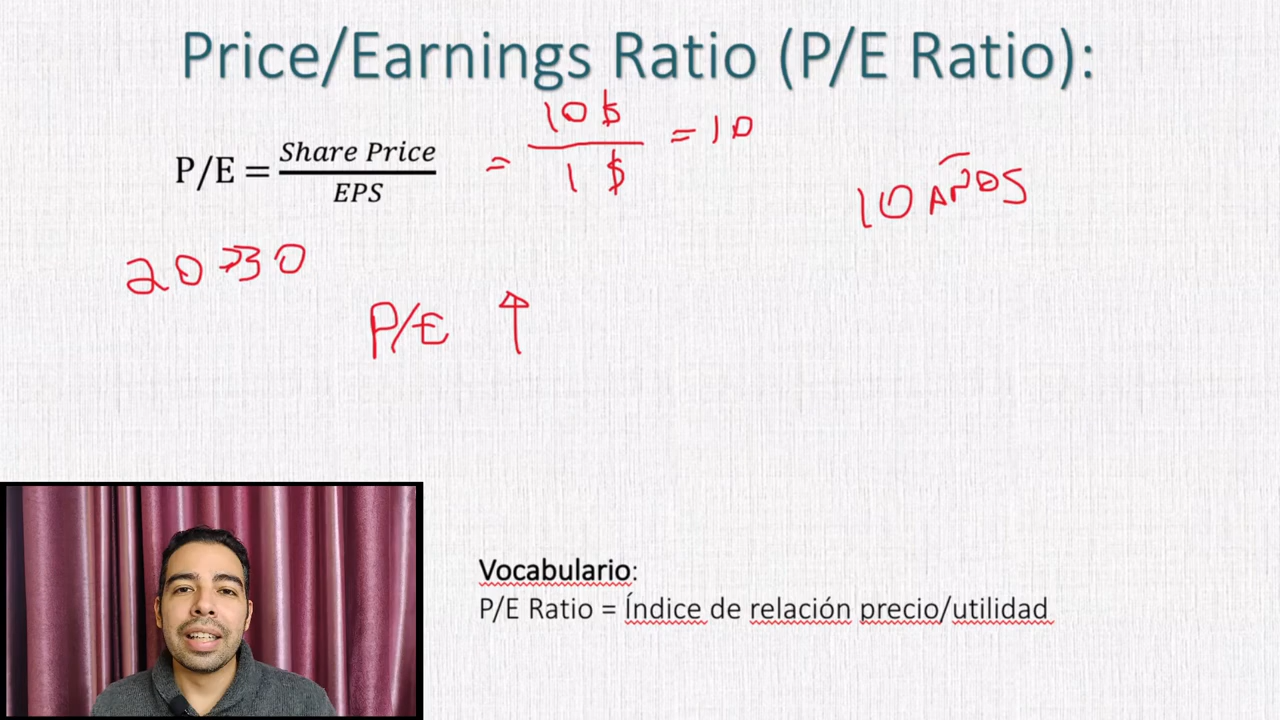 Price/Earnings Ratio (P/E Ratio):
P/E = Share Price / EPS = 10$ / 1$ = 10
10 AÑOS
20→30
P/E ↑
Vocabulario:
P/E Ratio = Índice de relación precio/utilidad